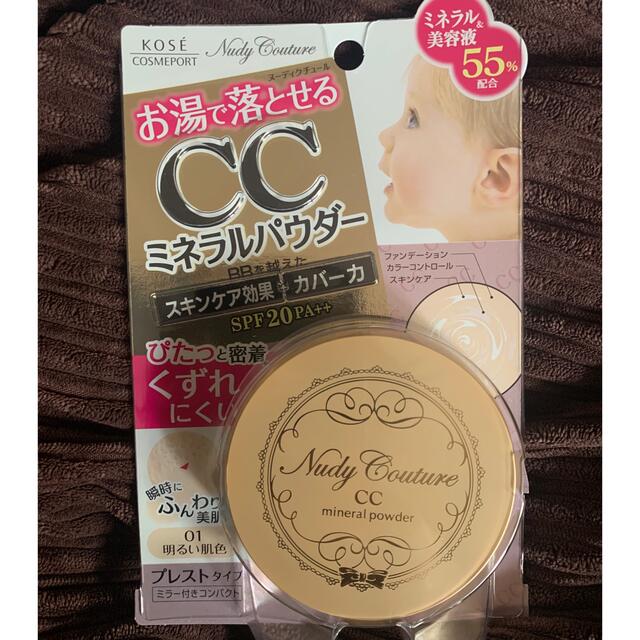 KOSÉ
COSMEPORT
Nudy Couture
ヌーディクチュール
ミネラル&
美容液
55%
配合
お湯で落とせる
CC
ミネラルパウダー
BBを越えた
スキンケア効果 カバー力
SPF20PA++
ファンデーション
カラーコントロール
スキンケア
ぴたっと密着
くずれ
にくい
瞬時に
ふんわり
美肌
01
明るい肌色
プレストタイプ
ミラー付きコンパクト
Nudy Couture
CC
mineral powder